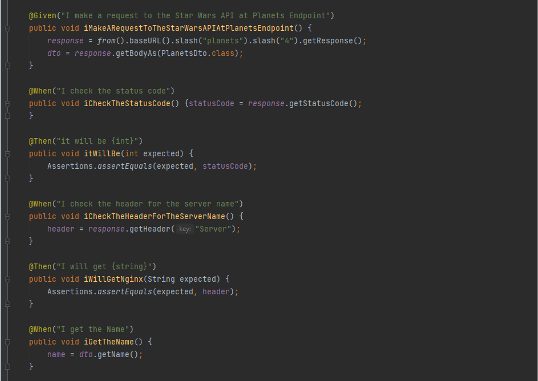 @Given("I make a request to the Star Wars API at Planets Endpoint")
public void iMakeARequestToTheStarWarsAPIAtPlanetsEndpoint() {
response = from().baseURL().slash("planets").slash("4").getResponse();
dto = response.getBodyAs(PlanetsDto.class);
}
@When("I check the status code")
public void iCheckTheStatusCode() {statusCode = response.getStatusCode();
}
@Then("it will be {int}")
public void itWillBe(int expected) {
Assertions.assertEquals(expected, statusCode);
}
@When("I check the header for the server name")
public void iCheckTheHeaderForTheServerName() {
header = response.getHeader( key: "Server");
}
@Then("I will get {string}")
public void iWillGetNginx(String expected) {
Assertions.assertEquals(expected, header);
}
@When("I get the Name")
public void iGetTheName() {
name = dto.getName();
}